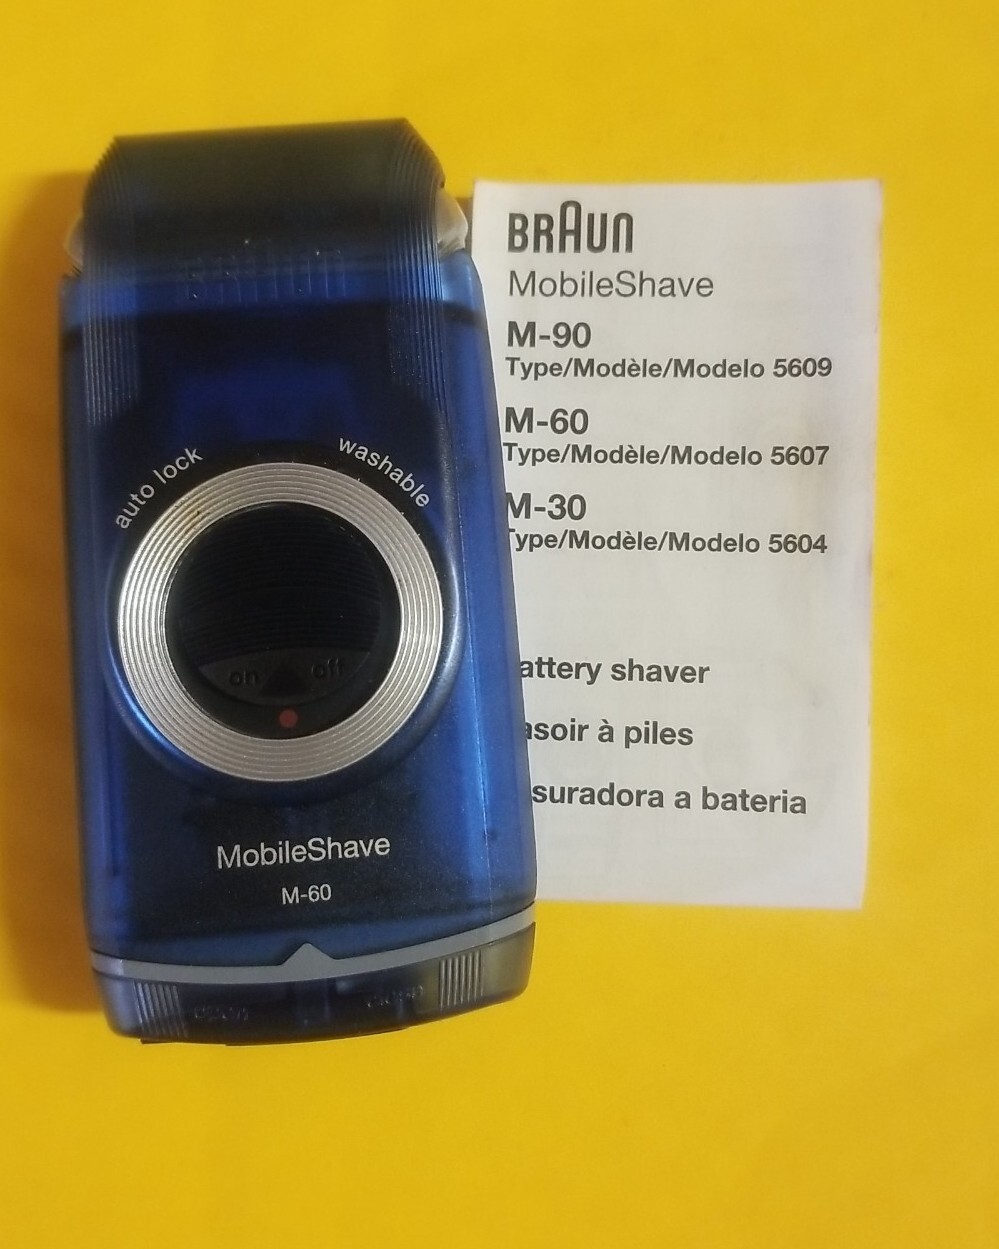 auto lock
washable
on off
MobileShave
M-60
open
BRAUN
MobileShave
M-90
Type/Modèle/Modelo 5609
M-60
Type/Modèle/Modelo 5607
M-30
Type/Modèle/Modelo 5604
attery shaver
asoir à piles
suradora a bateria